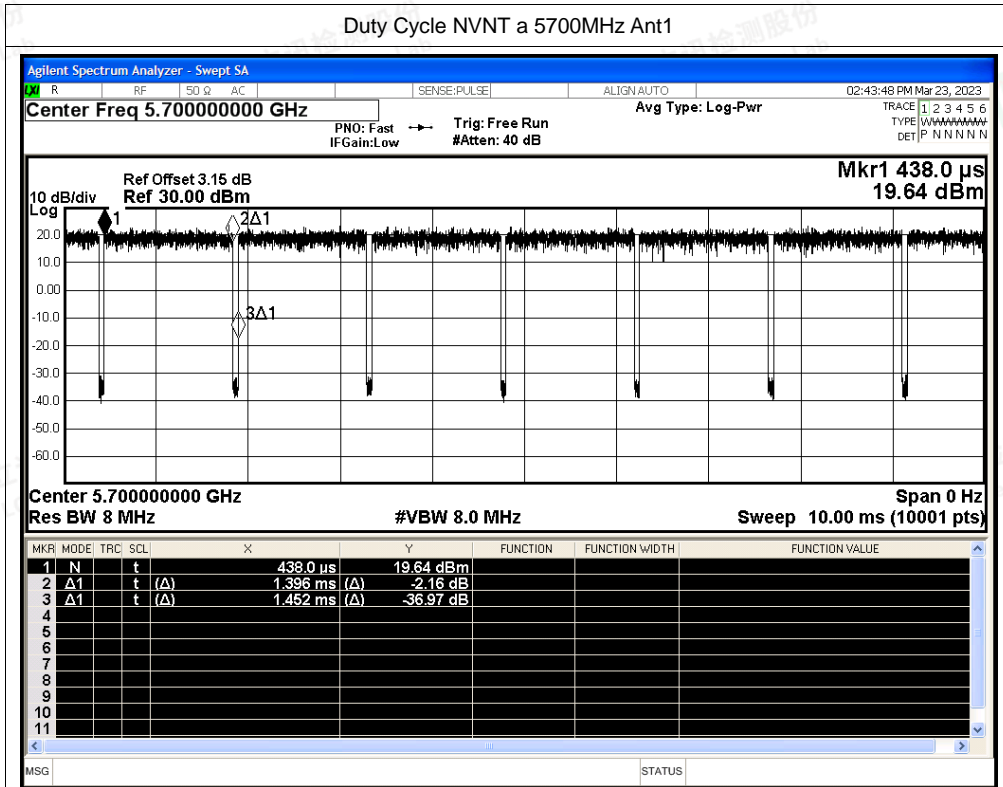 Duty Cycle NVNT a 5700MHz Ant1
Agilent Spectrum Analyzer - Swept SA
LXI R RF 50 Ω AC SENSE:PULSE ALIGN AUTO 02:43:48 PM Mar 23, 2023
Center Freq 5.700000000 GHz Avg Type: Log-Pwr TRACE 1 2 3 4 5 6
PNO: Fast Trig: Free Run TYPE
IFGain:Low #Atten: 40 dB DET P N N N N N
Mkr1 438.0 µs
Ref Offset 3.15 dB
10 dB/div Ref 30.00 dBm 19.64 dBm
Log
1 2Δ1
20.0
10.0
0.00
-10.0 3Δ1
-20.0
-30.0
-40.0
-50.0
-60.0
Center 5.700000000 GHz Span 0 Hz
Res BW 8 MHz #VBW 8.0 MHz Sweep 10.00 ms (10001 pts)
MKR MODE TRC SCL X Y FUNCTION FUNCTION WIDTH FUNCTION VALUE
1 N t 438.0 µs 19.64 dBm
2 Δ1 t (Δ) 1.396 ms (Δ) -2.16 dB
3 Δ1 t (Δ) 1.452 ms (Δ) -36.97 dB
4
5
6
7
8
9
10
11
MSG STATUS